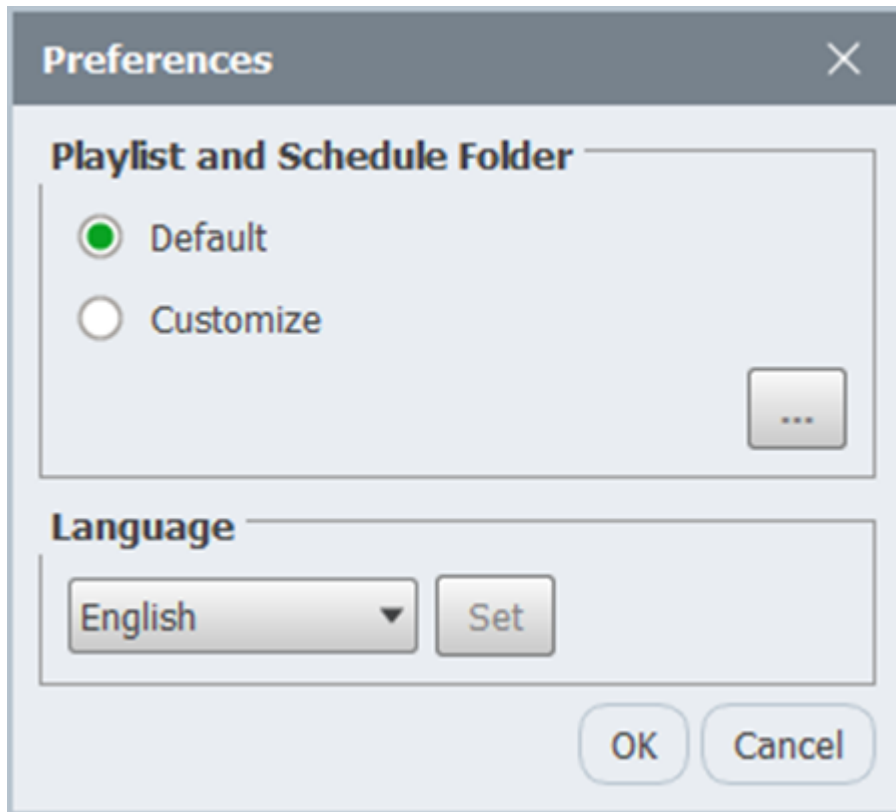 Preferences
Playlist and Schedule Folder
Default
Customize
...
Language
English Set
OK Cancel